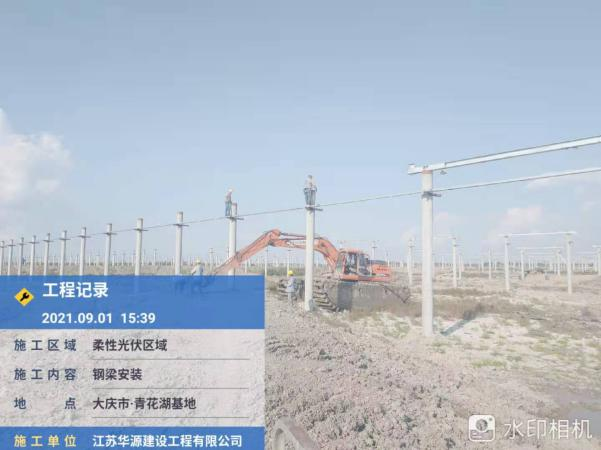 工程记录
2021.09.01 15:39
施工区域 柔性光伏区域
施工内容 钢梁安装
地 点 大庆市·青花湖基地
施工单位 江苏华源建设工程有限公司
水印相机